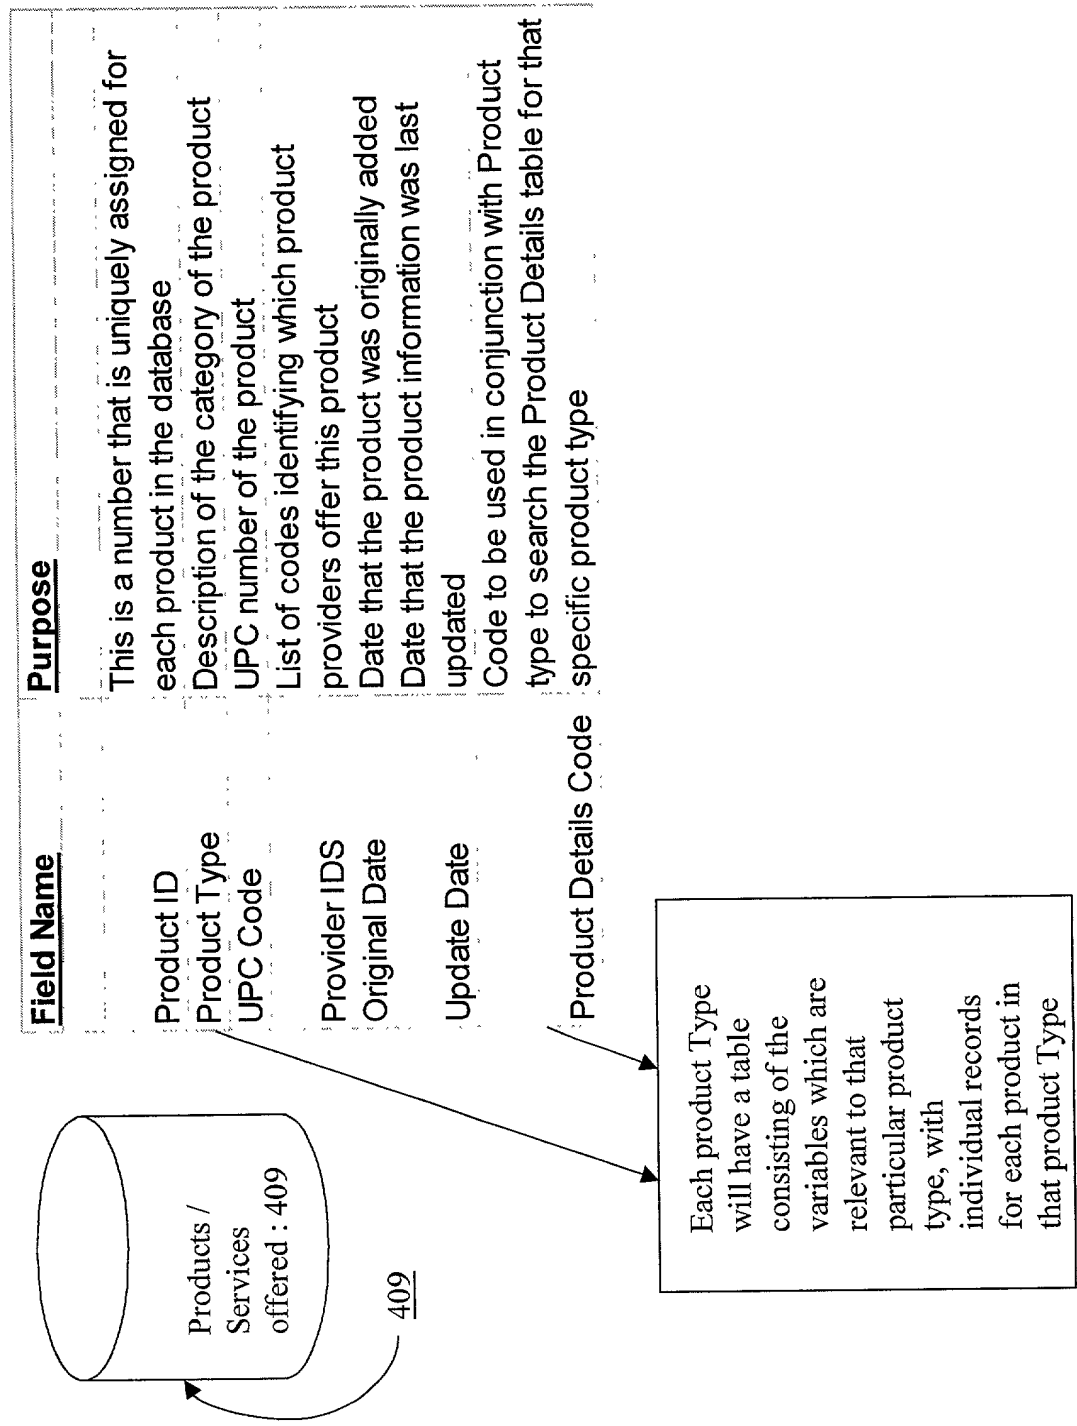 Products /
Services
offered : 409
409
Field Name
Purpose
This is a number that is uniquely assigned for
Product ID
each product in the database
Product Type
Description of the category of the product
UPC Code
UPC number of the product
List of codes identifying which product
Provider IDS
providers offer this product
Original Date
Date that the product was originally added
Date that the product information was last
Update Date
updated
Code to be used in conjunction with Product
type to search the Product Details table for that
Product Details Code
specific product type
Each product Type
will have a table
consisting of the
variables which are
relevant to that
particular product
type, with
individual records
for each product in
that product Type